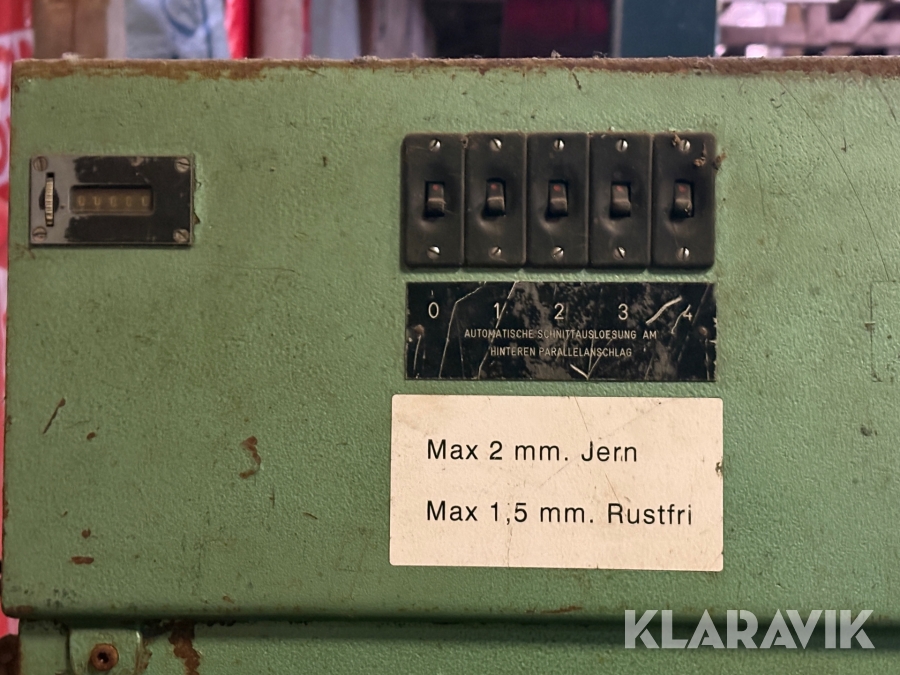 0 1 2 3 4
AUTOMATISCHE SCHNITTAUSLOESUNG AM
HINTEREN PARALLELANSCHLAG
Max 2 mm. Jern
Max 1,5 mm. Rustfri
KLARAVIK